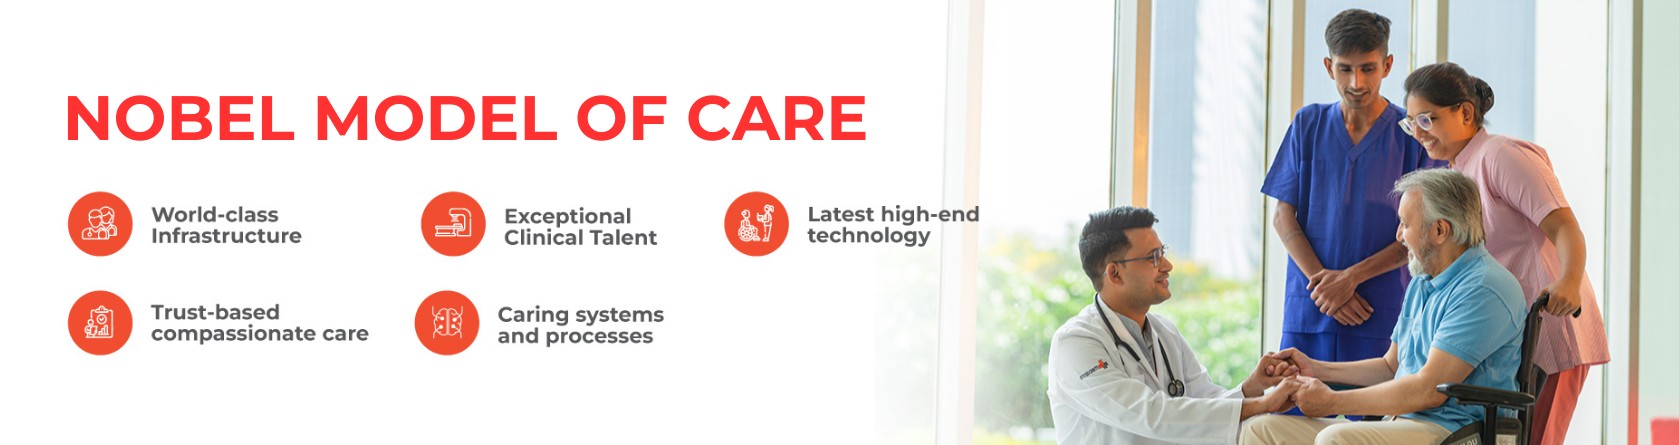 NOBEL MODEL OF CARE
World-class
Infrastructure
Exceptional
Clinical Talent
Latest high-end
technology
Trust-based
compassionate care
Caring systems
and processes